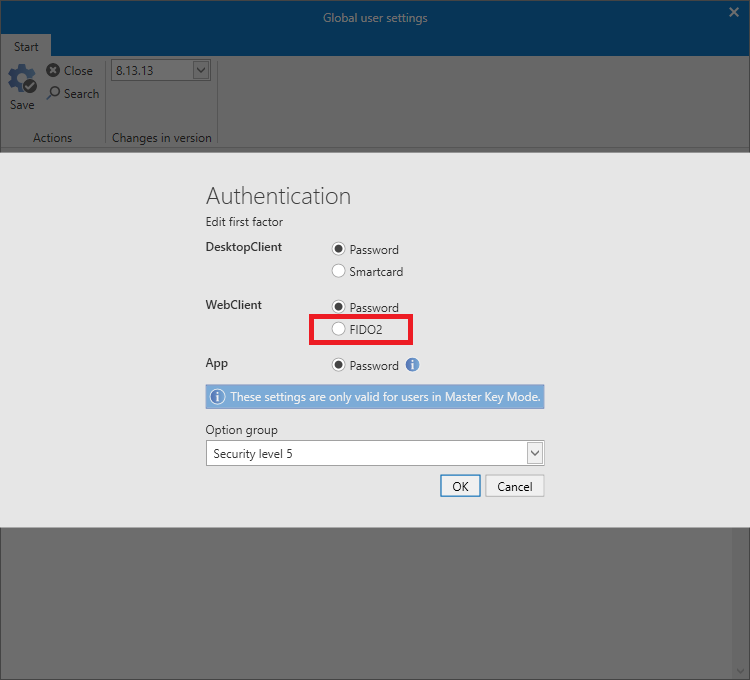 Global user settings
Start
Save
Close
Search
Actions
8.13.13
Changes in version
Authentication
Edit first factor
DesktopClient
Password
Smartcard
WebClient
Password
FIDO2
App
Password
These settings are only valid for users in Master Key Mode.
Option group
Security level 5
OK
Cancel